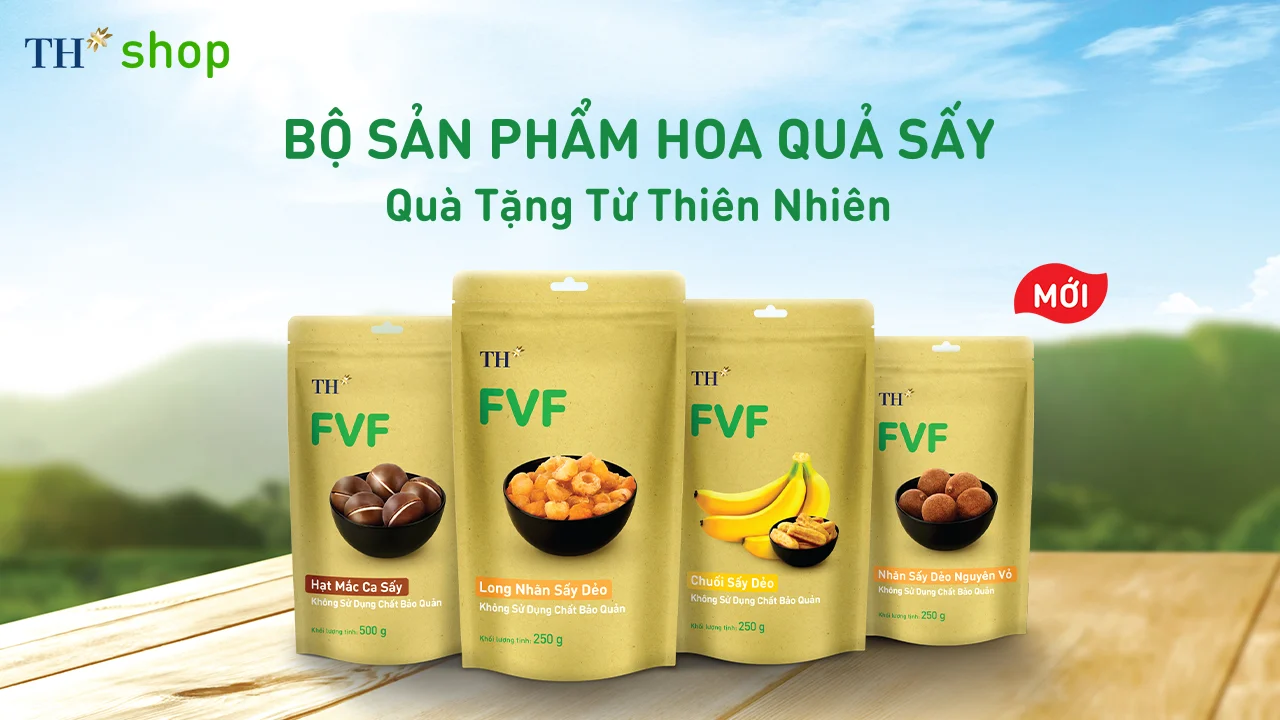 TH shop
BỘ SẢN PHẨM HOA QUẢ SẤY
Quà Tặng Từ Thiên Nhiên
MỚI
TH
FVF
Hạt Mắc Ca Sấy
Không Sử Dụng Chất Bảo Quản
Khối lượng tịnh: 500 g
TH
FVF
Long Nhãn Sấy Dẻo
Không Sử Dụng Chất Bảo Quản
Khối lượng tịnh: 250 g
TH
FVF
Chuối Sấy Dẻo
Không Sử Dụng Chất Bảo Quản
Khối lượng tịnh: 250 g
TH
FVF
Nhãn Sấy Dẻo Nguyên Vỏ
Không Sử Dụng Chất Bảo Quản
Khối lượng tịnh: 250 g